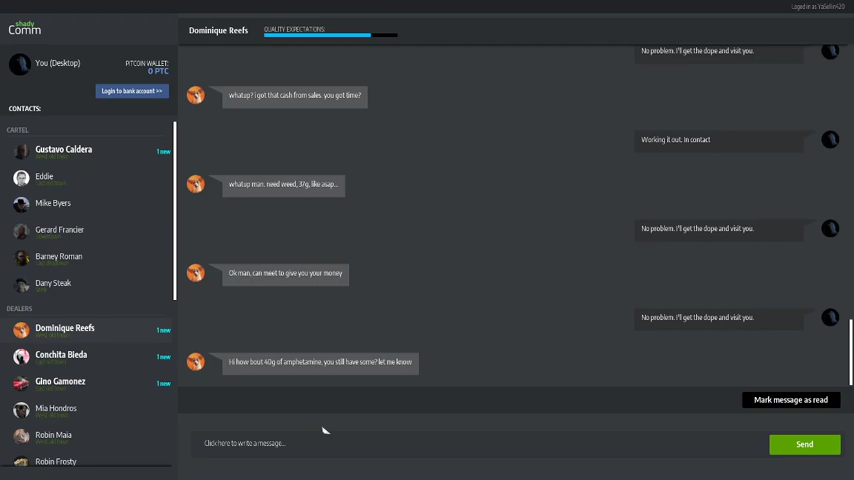 Logged in as YaSellin420
shady
Comm
You (Desktop)
PITCOIN WALLET:
0 PTC
Login to bank account >>
CONTACTS:
CARTEL
Gustavo Caldera
1 new
Eddie
Mike Byers
Gerard Francier
Barney Roman
Dany Steak
DEALERS
Dominique Reefs
1 new
Conchita Bleda
1 new
Gino Gamonez
1 new
Mia Hondros
Robin Maia
Robin Frosty
Dominique Reefs
QUALITY EXPECTATIONS:
No problem. I'll get the dope and visit you.
whatup? i got that cash from sales. you got time?
Working it out. In contact
whatup man. need weed, 37g, like asap...
No problem. I'll get the dope and visit you.
Ok man, can meet to give you your money
No problem. I'll get the dope and visit you.
Hi how bout 40g of amphetamine, you still have some? let me know
Mark message as read
Click here to write a message...
Send